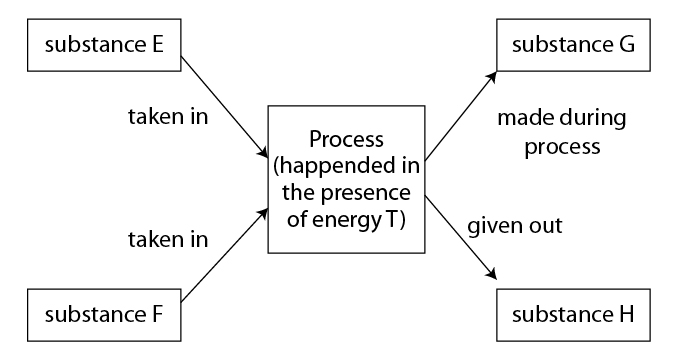 substance E
substance G
taken in
Process
(happended in
the presence
of energy T)
made during
process
taken in
given out
substance F
substance H